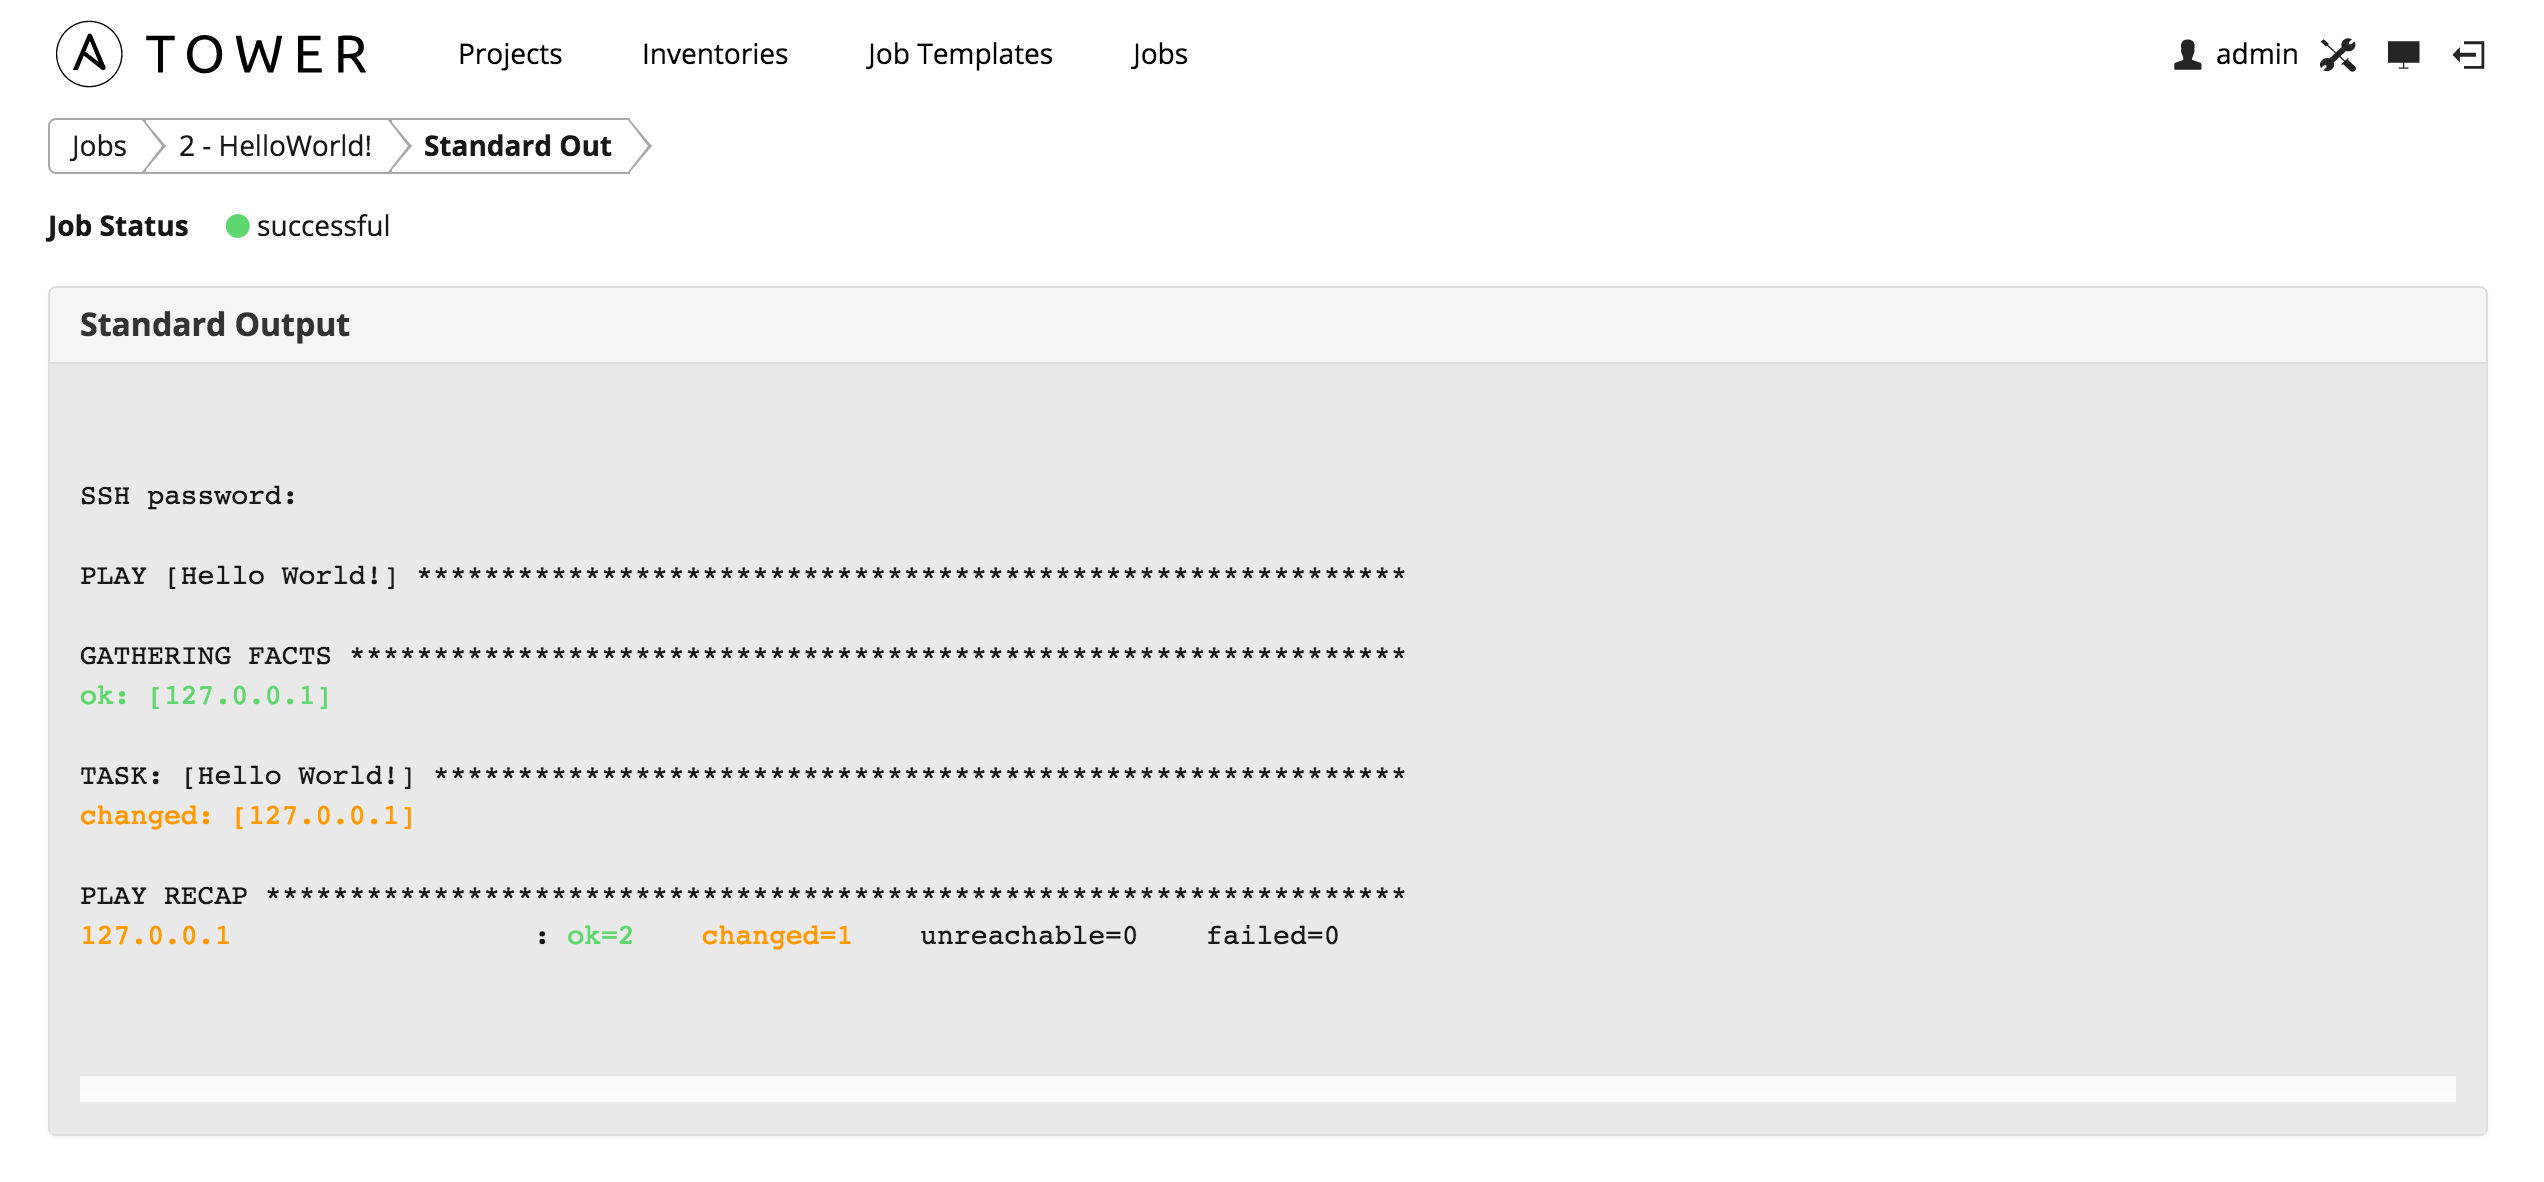 A TOWER Projects Inventories Job Templates Jobs admin
Jobs 2 - HelloWorld! Standard Out
Job Status successful
Standard Output
SSH password:
PLAY [Hello World!] ***********************************************************
GATHERING FACTS ***************************************************************
ok: [127.0.0.1]
TASK: [Hello World!] **********************************************************
changed: [127.0.0.1]
PLAY RECAP ********************************************************************
127.0.0.1                  : ok=2    changed=1    unreachable=0    failed=0